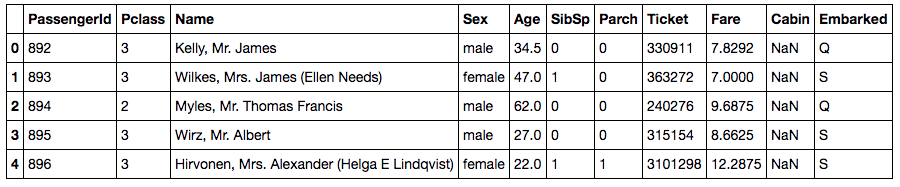 PassengerId Pclass Name Sex Age SibSp Parch Ticket Fare Cabin Embarked
0 892 3 Kelly, Mr. James male 34.5 0 0 330911 7.8292 NaN Q
1 893 3 Wilkes, Mrs. James (Ellen Needs) female 47.0 1 0 363272 7.0000 NaN S
2 894 2 Myles, Mr. Thomas Francis male 62.0 0 0 240276 9.6875 NaN Q
3 895 3 Wirz, Mr. Albert male 27.0 0 0 315154 8.6625 NaN S
4 896 3 Hirvonen, Mrs. Alexander (Helga E Lindqvist) female 22.0 1 1 3101298 12.2875 NaN S